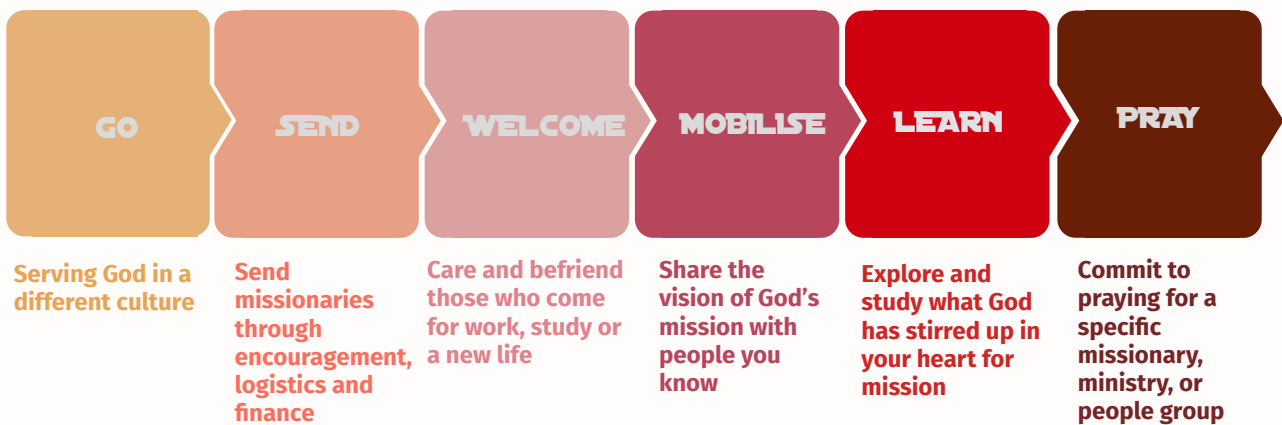 GO
SEND
WELCOME
MOBILISE
LEARN
PRAY
Serving God in a
different culture
Send
missionaries
through
encouragement,
logistics and
finance
Care and befriend
those who come
for work, study or
a new life
Share the
vision of God’s
mission with
people you
know
Explore and
study what God
has stirred up in
your heart for
mission
Commit to
praying for a
specific
missionary,
ministry, or
people group